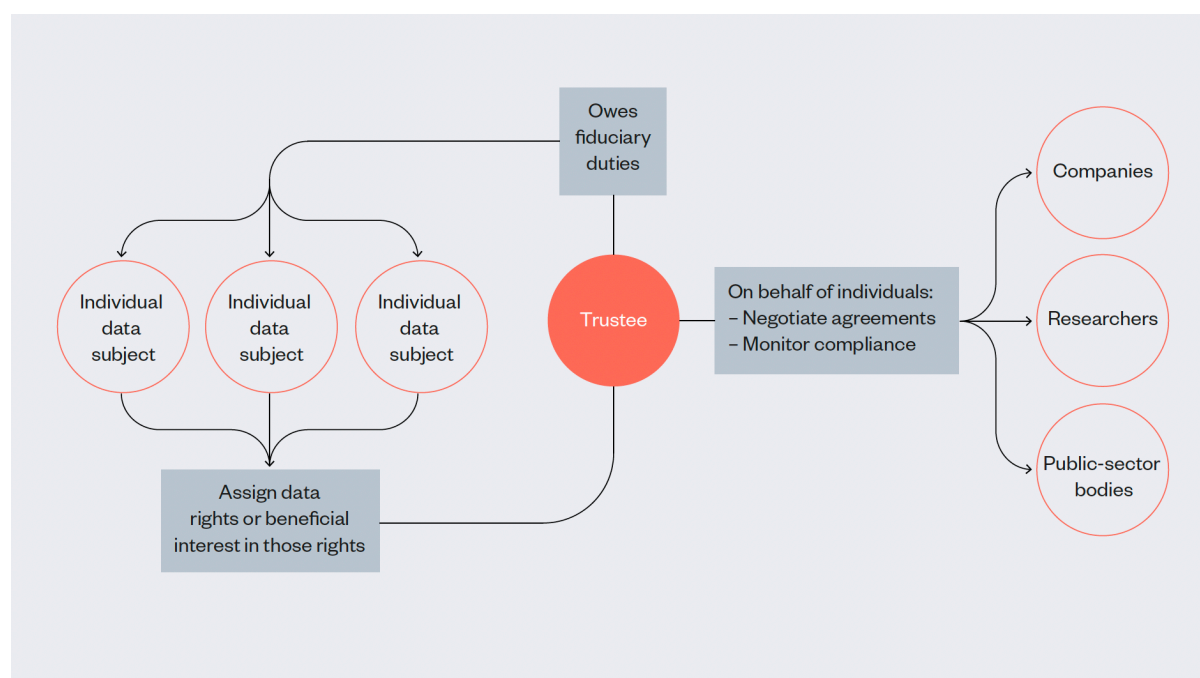 Owes
fiduciary
duties
Individual
data
subject
Individual
data
subject
Individual
data
subject
Assign data
rights or beneficial
interest in those rights
Trustee
On behalf of individuals:
– Negotiate agreements
– Monitor compliance
Companies
Researchers
Public-sector
bodies